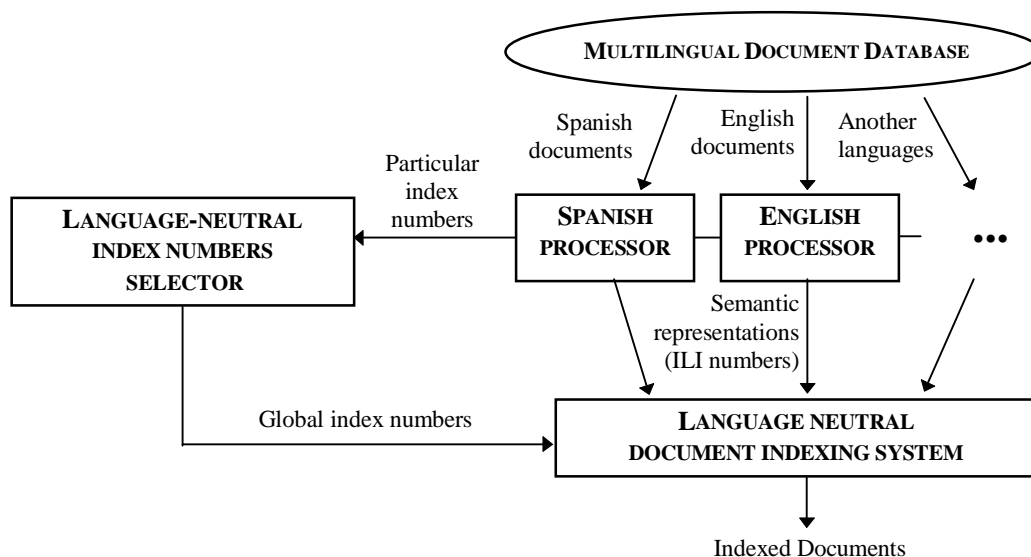 MULTILINGUAL DOCUMENT DATABASE
Spanish
documents
English
documents
Another
languages
Particular
index
numbers
LANGUAGE-NEUTRAL
INDEX NUMBERS
SELECTOR
SPANISH
PROCESSOR
ENGLISH
PROCESSOR
•••
Semantic
representations
(ILI numbers)
Global index numbers
LANGUAGE NEUTRAL
DOCUMENT INDEXING SYSTEM
Indexed Documents